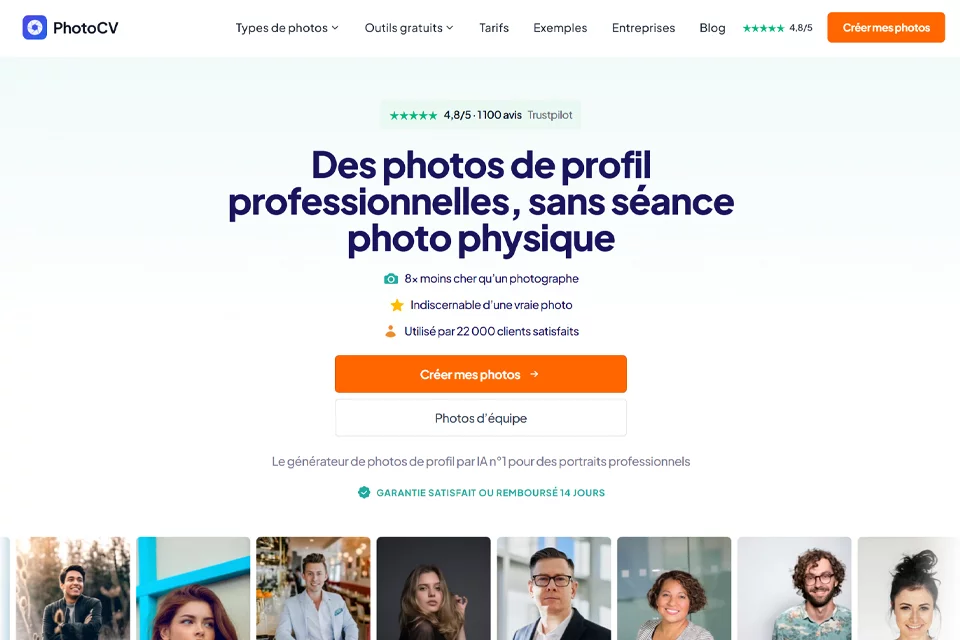 PhotoCV
Types de photos
Outils gratuits
Tarifs
Exemples
Entreprises
Blog
4,8/5
Créer mes photos
4,8/5 · 1 100 avis Trustpilot
Des photos de profil
professionnelles, sans séance
photo physique
8× moins cher qu'un photographe
Indiscernable d'une vraie photo
Utilisé par 22 000 clients satisfaits
Créer mes photos →
Photos d'équipe
Le générateur de photos de profil par IA n°1 pour des portraits professionnels
GARANTIE SATISFAIT OU REMBOURSÉ 14 JOURS